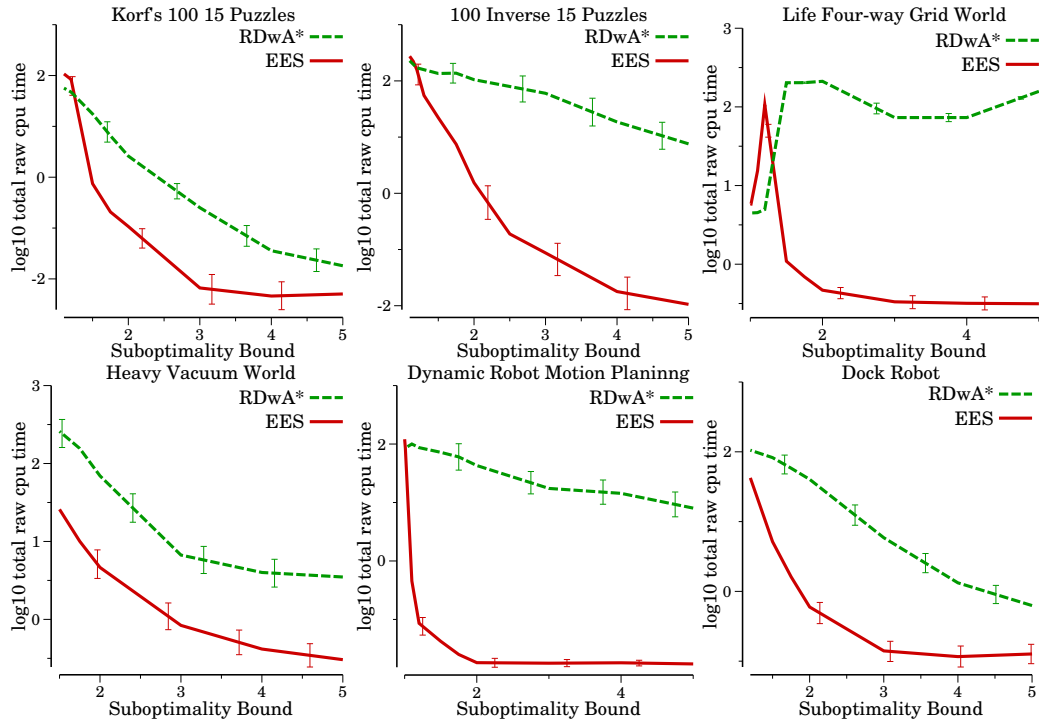 Korf's 100 15 Puzzles
log10 total raw cpu time
2
0
-2
RDwA*
EES
2
3
4
5
Suboptimality Bound
100 Inverse 15 Puzzles
log10 total raw cpu time
2
0
-2
RDwA*
EES
2
3
4
5
Suboptimality Bound
Life Four-way Grid World
log10 total raw cpu time
3
2
1
0
RDwA*
EES
2
4
Suboptimality Bound
Heavy Vacuum World
log10 total raw cpu time
3
2
1
0
RDwA*
EES
2
3
4
5
Suboptimality Bound
Dynamic Robot Motion Planinng
log10 total raw cpu time
2
0
RDwA*
EES
2
4
Suboptimality Bound
Dock Robot
log10 total raw cpu time
2
0
RDwA*
EES
2
3
4
5
Suboptimality Bound